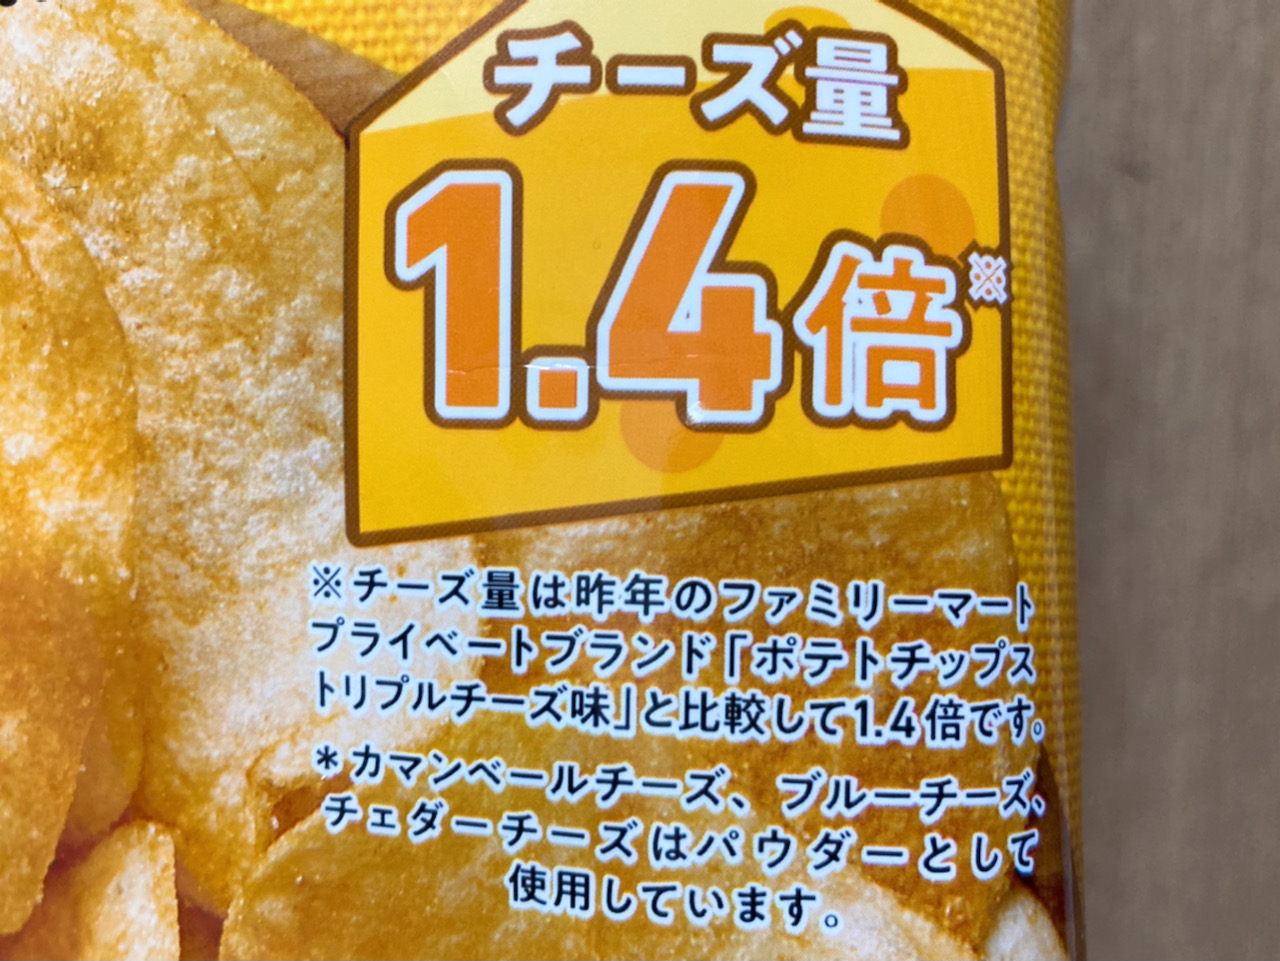 チーズ量
1.4倍※
※チーズ量は昨年のファミリーマート
プライベートブランド「ポテトチップス
トリプルチーズ味」と比較して1.4倍です。
＊カマンベールチーズ、ブルーチーズ、
チェダーチーズはパウダーとして
使用しています。